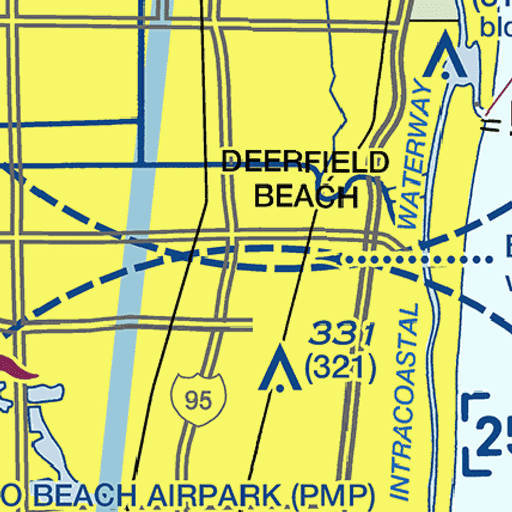 DEERFIELD
BEACH
WATERWAY
331
(321)
INTRACOASTAL
95
25
O BEACH AIRPARK (PMP)